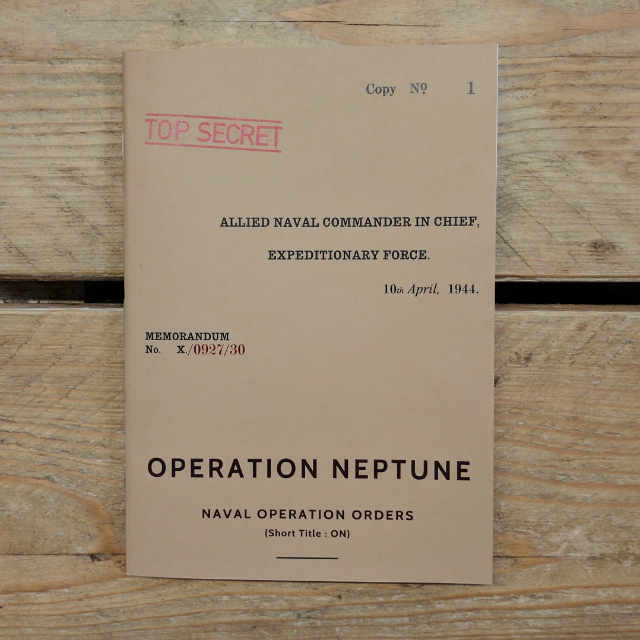 Copy Nº 1
TOP SECRET
ALLIED NAVAL COMMANDER IN CHIEF,
EXPEDITIONARY FORCE.
10th April, 1944.
MEMORANDUM
No. X./0927/30
OPERATION NEPTUNE
NAVAL OPERATION ORDERS
(Short Title : ON)